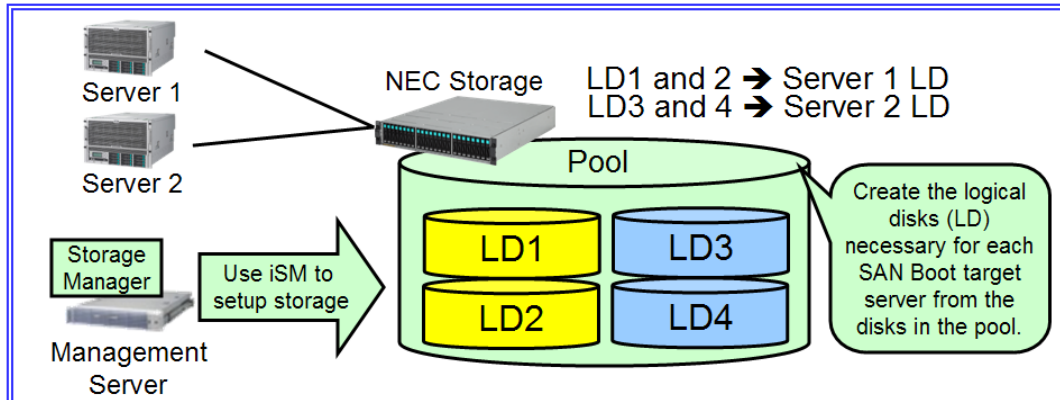 Server 1
Server 2
NEC Storage
LD1 and 2 ➔ Server 1 LD
LD3 and 4 ➔ Server 2 LD
Pool
LD1
LD2
LD3
LD4
Create the logical
disks (LD)
necessary for each
SAN Boot target
server from the
disks in the pool.
Storage
Manager
Use iSM to
setup storage
Management
Server